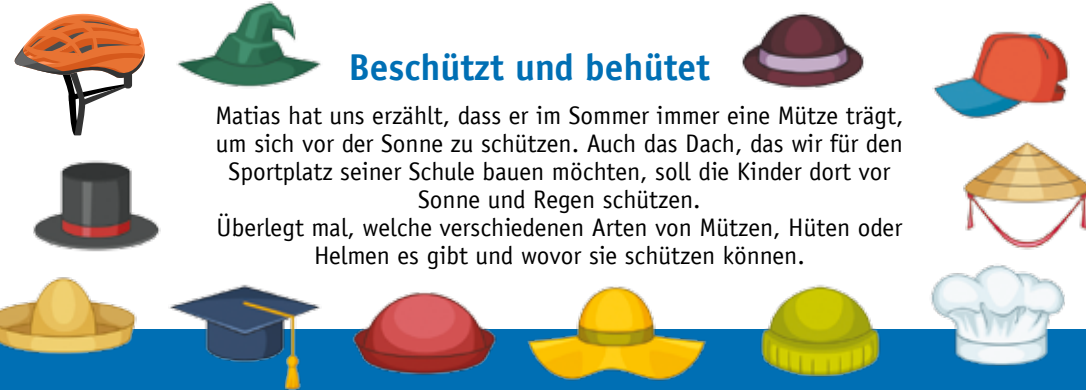 Beschützt und behütet
Matias hat uns erzählt, dass er im Sommer immer eine Mütze trägt,
um sich vor der Sonne zu schützen. Auch das Dach, das wir für den
Sportplatz seiner Schule bauen möchten, soll die Kinder dort vor
Sonne und Regen schützen.
Überlegt mal, welche verschiedenen Arten von Mützen, Hüten oder
Helmen es gibt und wovor sie schützen können.